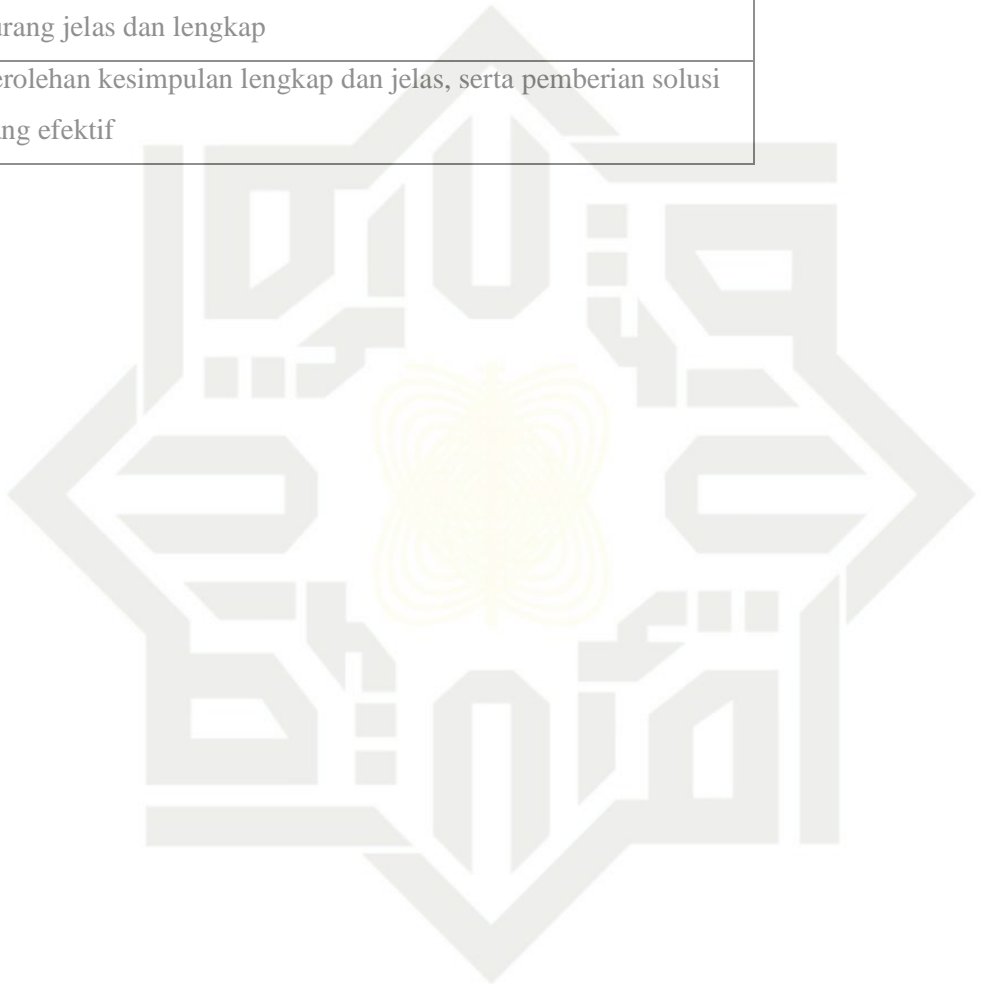 urang jelas dan lengkap
erolehan kesimpulan lengkap dan jelas, serta pemberian solusi
ang efektif